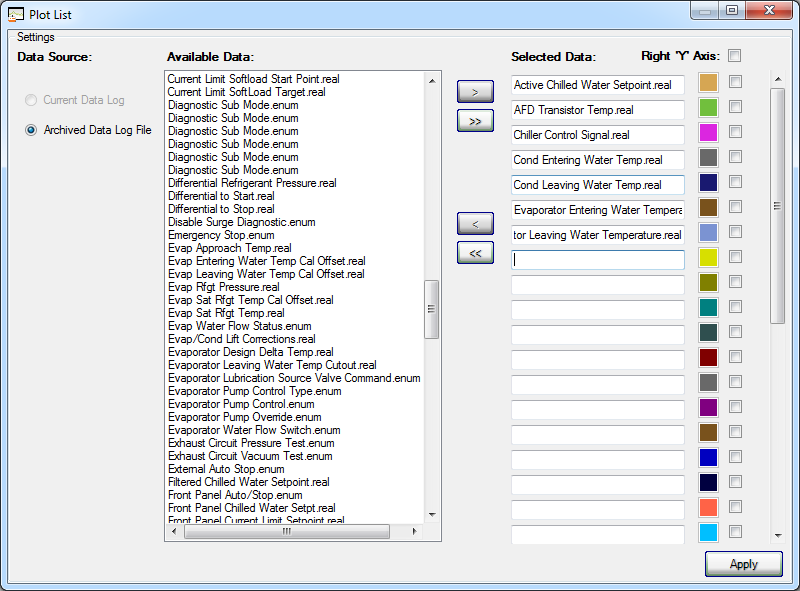 Plot List
Settings
Data Source:
Available Data:
Selected Data:
Right 'Y' Axis:
Current Data Log
Archived Data Log File
Current Limit Softload Start Point.real
Current Limit SoftLoad Target.real
Diagnostic Sub Mode.enum
Diagnostic Sub Mode.enum
Diagnostic Sub Mode.enum
Diagnostic Sub Mode.enum
Diagnostic Sub Mode.enum
Diagnostic Sub Mode.enum
Differential Refrigerant Pressure.real
Differential to Start.real
Differential to Stop.real
Disable Surge Diagnostic.enum
Emergency Stop.enum
Evap Approach Temp.real
Evap Entering Water Temp Cal Offset.real
Evap Leaving Water Temp Cal Offset.real
Evap Rfgt Pressure.real
Evap Sat Rfgt Temp Cal Offset.real
Evap Sat Rfgt Temp.real
Evap Water Flow Status.enum
Evap/Cond Lift Corrections.real
Evaporator Design Delta Temp.real
Evaporator Leaving Water Temp Cutout.real
Evaporator Lubrication Source Valve Command.enum
Evaporator Pump Control Type.enum
Evaporator Pump Control.enum
Evaporator Pump Override.enum
Evaporator Water Flow Switch.enum
Exhaust Circuit Pressure Test.enum
Exhaust Circuit Vacuum Test.enum
External Auto Stop.enum
Filtered Chilled Water Setpoint.real
Front Panel Auto/Stop.enum
Front Panel Chilled Water Setpt.real
Front Panel Current Limit Setpoint.real
>
>>
<
<<
Active Chilled Water Setpoint.real
AFD Transistor Temp.real
Chiller Control Signal.real
Cond Entering Water Temp.real
Cond Leaving Water Temp.real
Evaporator Entering Water Tempera
tor Leaving Water Temperature.real
Apply